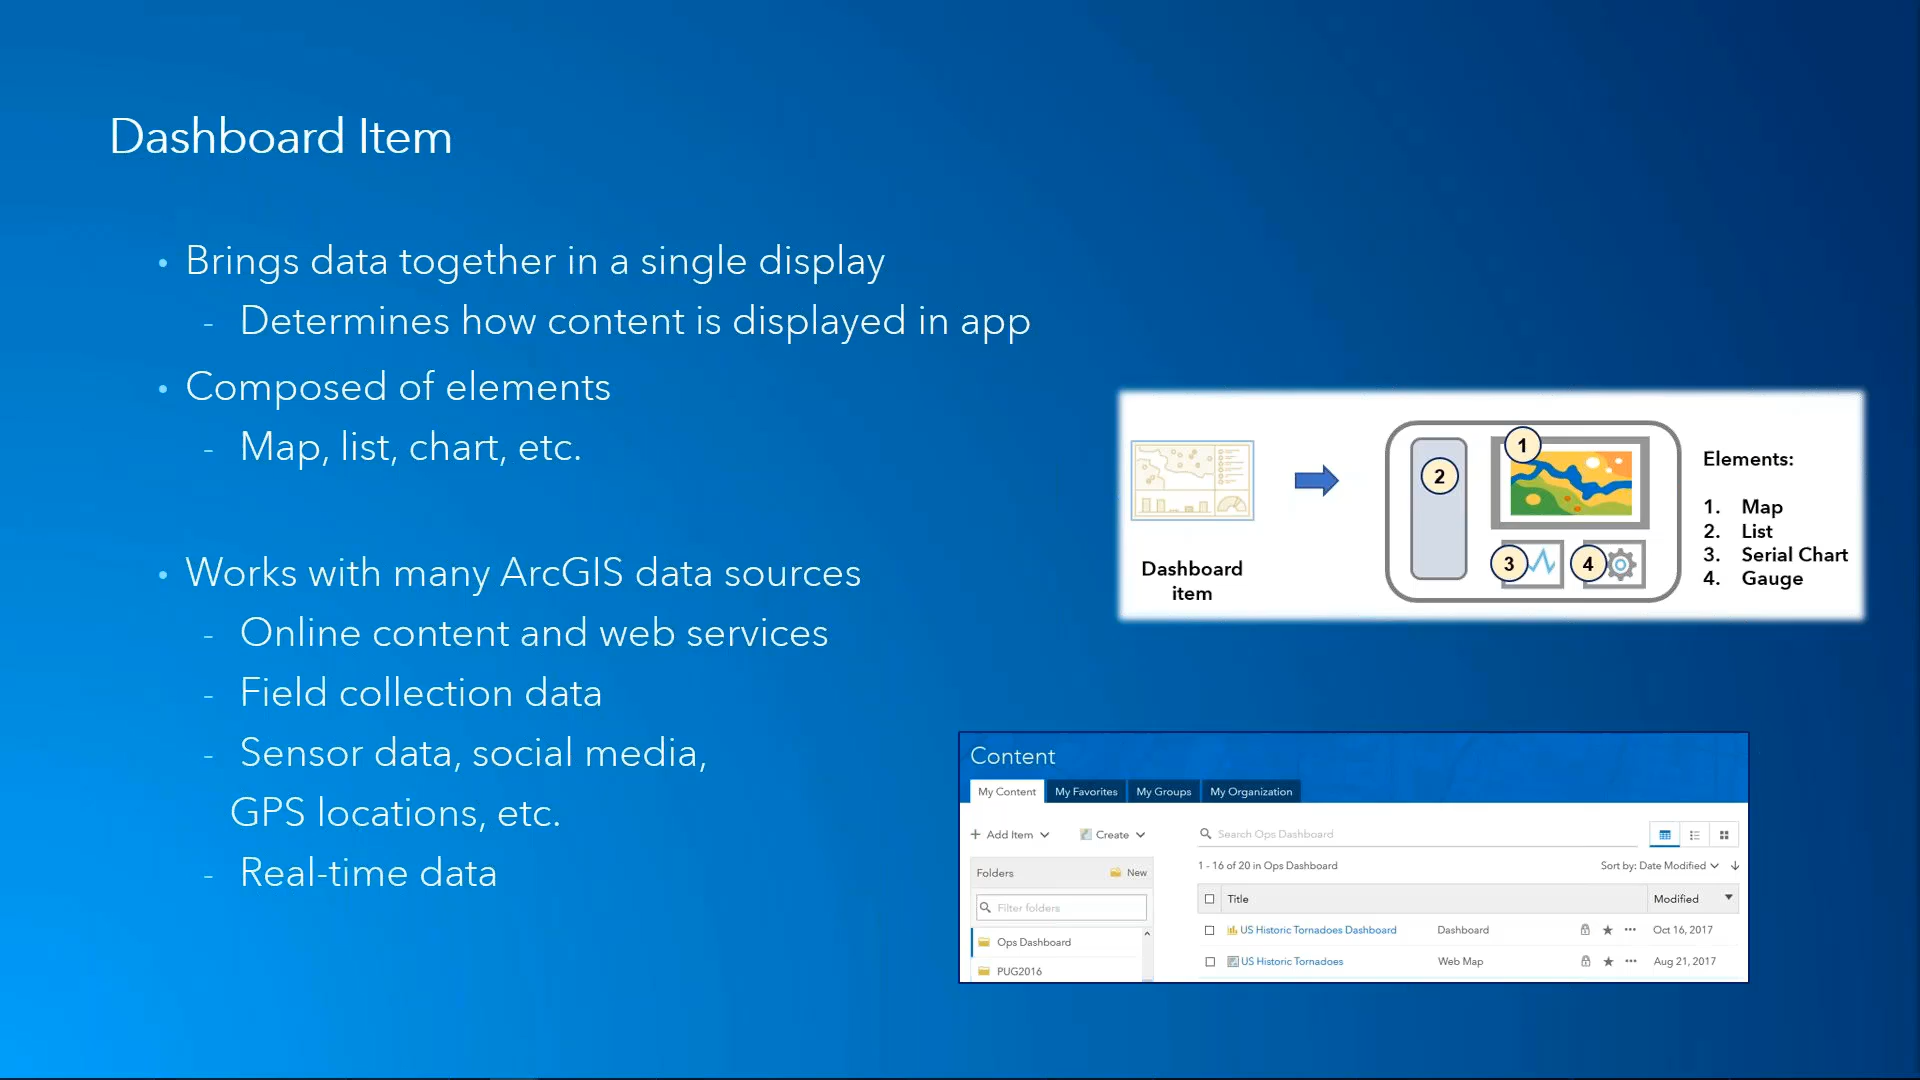 Dashboard Item
• Brings data together in a single display
- Determines how content is displayed in app
• Composed of elements
- Map, list, chart, etc.
• Works with many ArcGIS data sources
- Online content and web services
- Field collection data
- Sensor data, social media,
GPS locations, etc.
- Real-time data
Dashboard
item
1
2
3
4
Elements:
1. Map
2. List
3. Serial Chart
4. Gauge
Content
My Content My Favorites My Groups My Organization
+ Add Item Create
Search Ops Dashboard
1 - 16 of 20 in Ops Dashboard Sort by: Date Modified
Folders New
Filter folders
Ops Dashboard
PUG2016
Title Modified
US Historic Tornadoes Dashboard Dashboard Oct 16, 2017
US Historic Tornadoes Web Map Aug 21, 2017